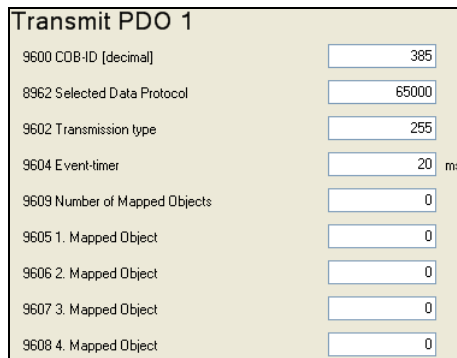 Transmit PDO 1
9600 COB-ID [decimal] 385
8962 Selected Data Protocol 65000
9602 Transmission type 255
9604 Event-timer 20 ms
9609 Number of Mapped Objects 0
9605 1. Mapped Object 0
9606 2. Mapped Object 0
9607 3. Mapped Object 0
9608 4. Mapped Object 0